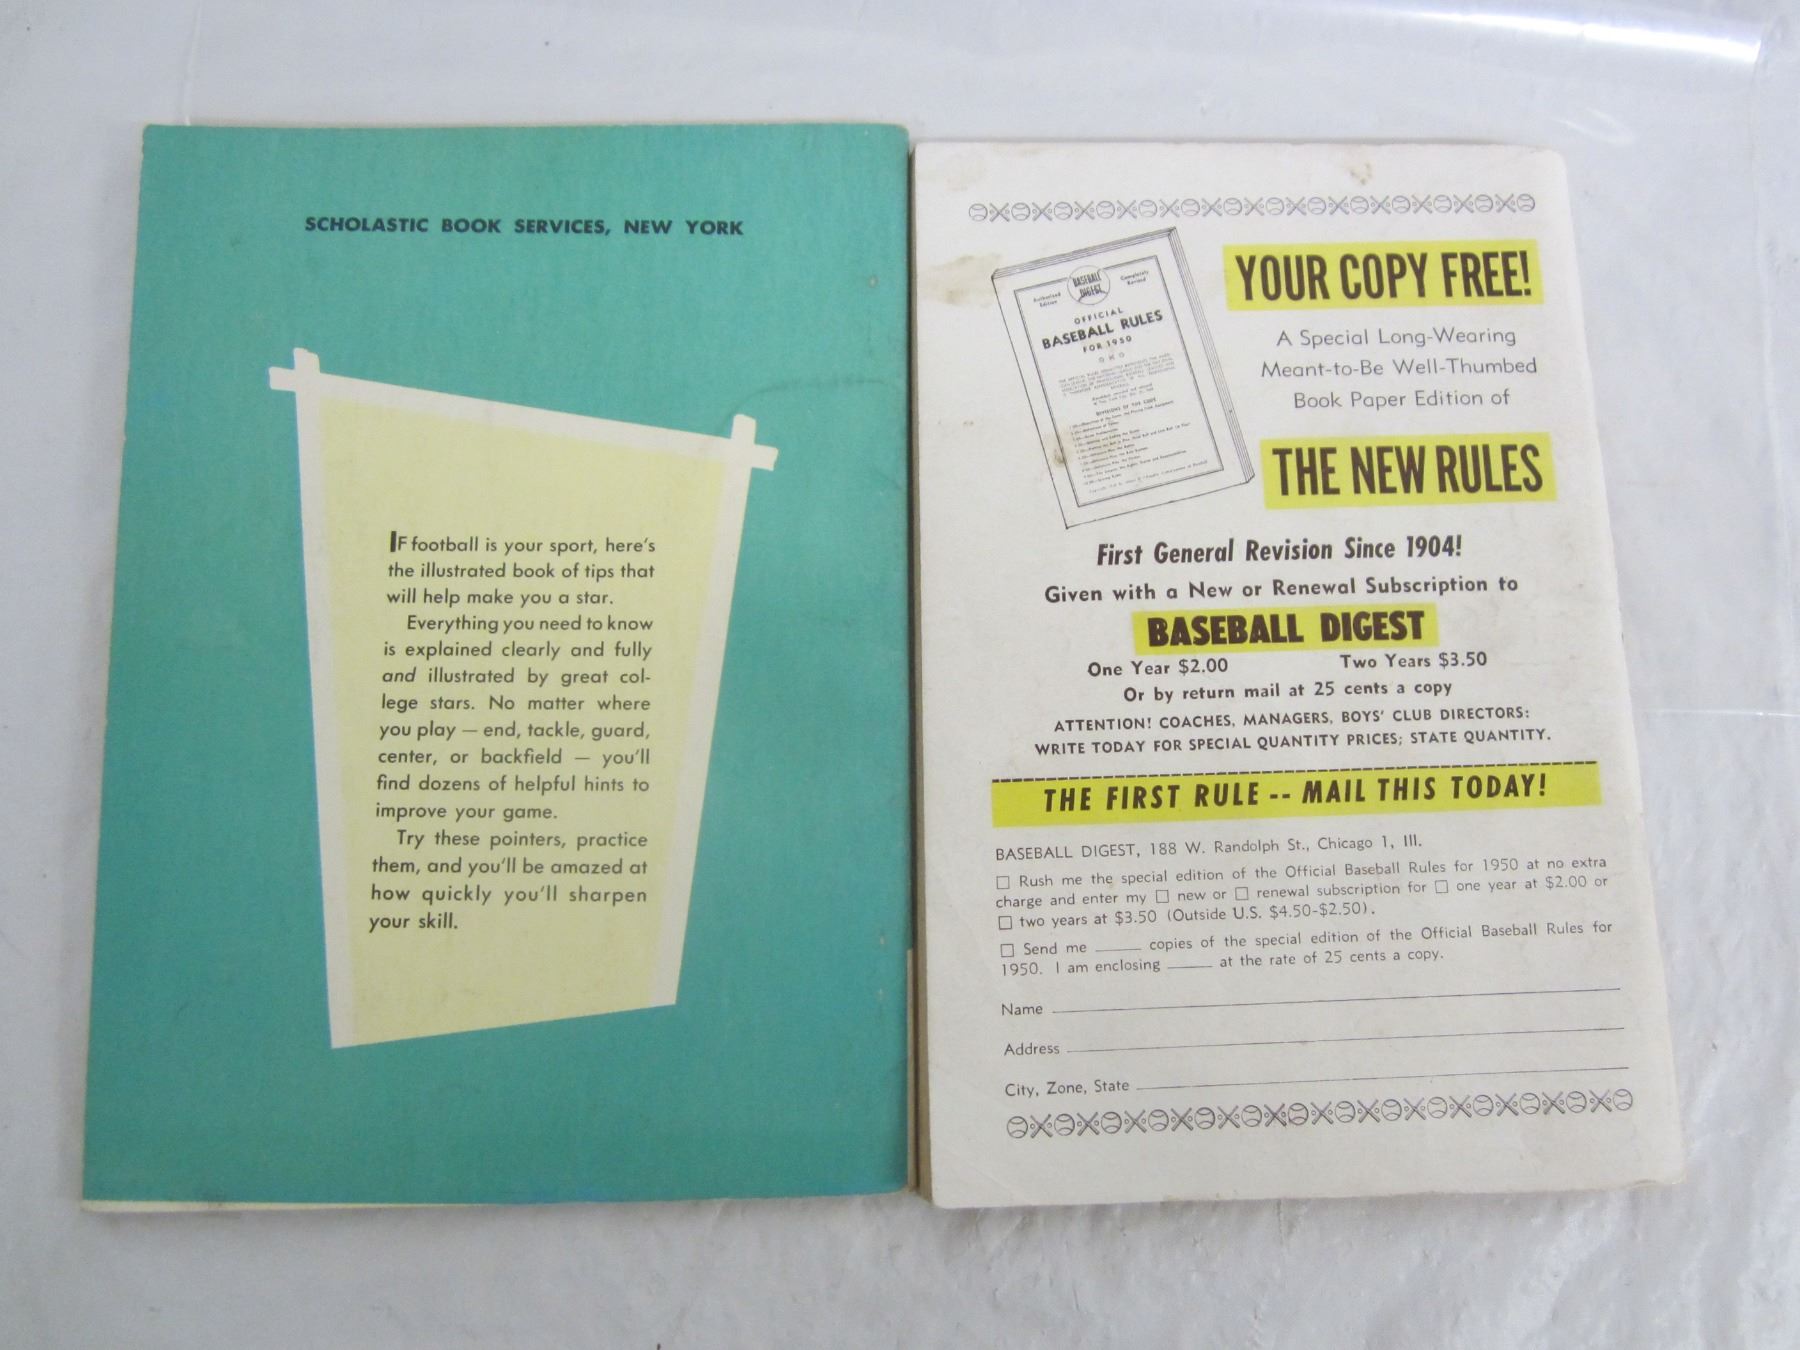 SCHOLASTIC BOOK SERVICES, NEW YORK
IF football is your sport, here's
the illustrated book of tips that
will help make you a star.
Everything you need to know
is explained clearly and fully
and illustrated by great col-
lege stars. No matter where
you play — end, tackle, guard,
center, or backfield — you'll
find dozens of helpful hints to
improve your game.
Try these pointers, practice
them, and you'll be amazed at
how quickly you'll sharpen
your skill.
Authorized
Edition
BASEBALL
DIGEST
Completely
Revised
OFFICIAL
BASEBALL RULES
FOR 1950
YOUR COPY FREE!
A Special Long-Wearing
Meant-to-Be Well-Thumbed
Book Paper Edition of
THE NEW RULES
First General Revision Since 1904!
Given with a New or Renewal Subscription to
BASEBALL DIGEST
One Year $2.00 Two Years $3.50
Or by return mail at 25 cents a copy
ATTENTION! COACHES, MANAGERS, BOYS' CLUB DIRECTORS:
WRITE TODAY FOR SPECIAL QUANTITY PRICES; STATE QUANTITY.
THE FIRST RULE -- MAIL THIS TODAY!
BASEBALL DIGEST, 188 W. Randolph St., Chicago 1, Ill.
☐ Rush me the special edition of the Official Baseball Rules for 1950 at no extra
charge and enter my ☐ new or ☐ renewal subscription for ☐ one year at $2.00 or
☐ two years at $3.50 (Outside U.S. $4.50-$2.50).
☐ Send me _____ copies of the special edition of the Official Baseball Rules for
1950. I am enclosing _____ at the rate of 25 cents a copy.
Name
Address
City, Zone, State